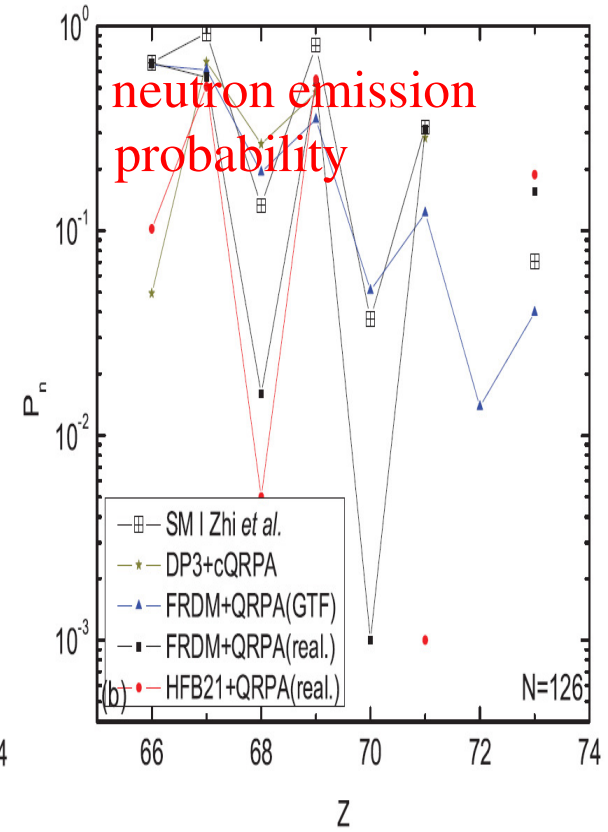 10^0
neutron emission
probability
10^-1
P_n
10^-2
SM I Zhi et al.
DP3+cQRPA
FRDM+QRPA(GTF)
FRDM+QRPA(real.)
HFB21+QRPA(real.)
10^-3
(b)
N=126
4
66 68 70 72 74
Z